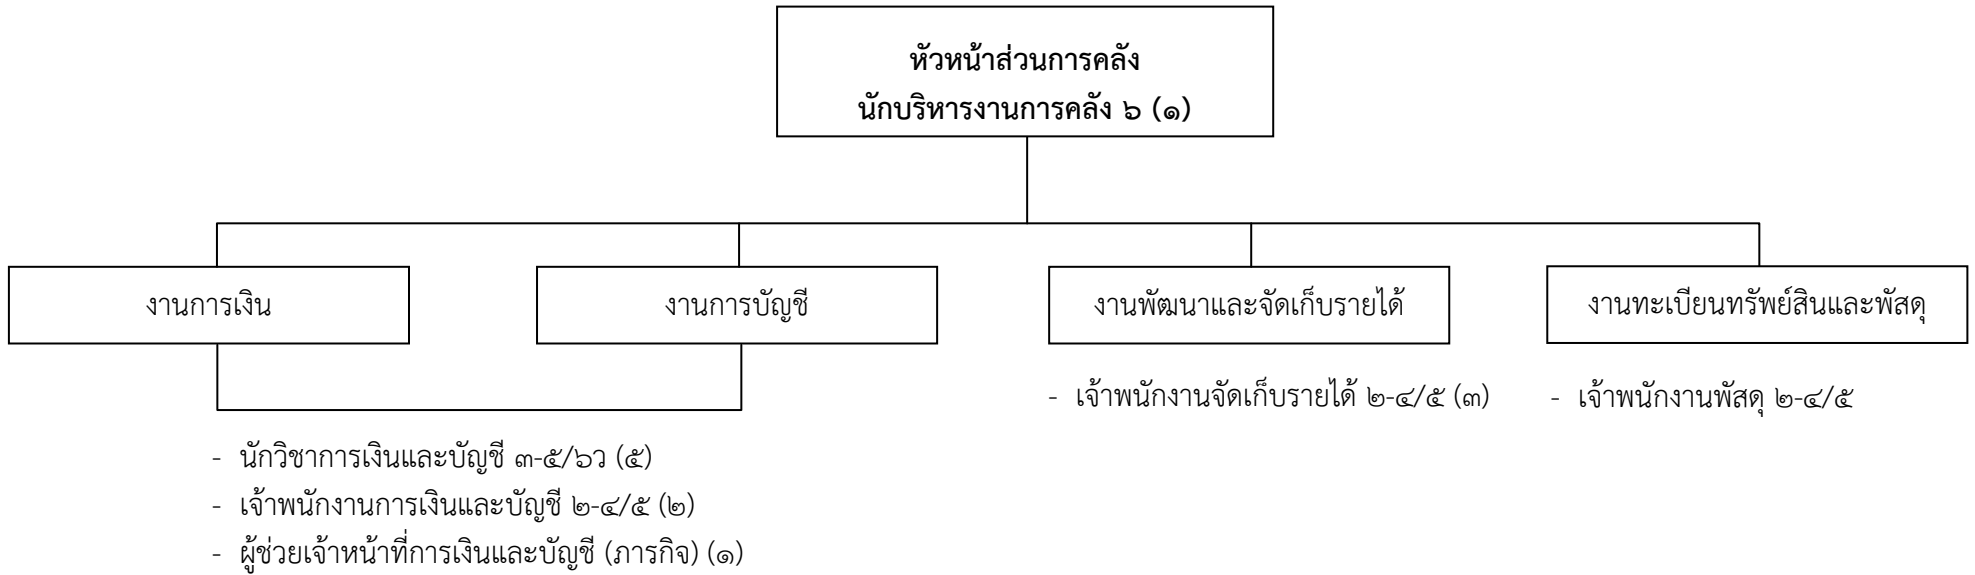 หัวหน้าส่วนการคลัง
นักบริหารงานการคลัง ๖ (๑)
งานการเงิน
งานการบัญชี
งานพัฒนาและจัดเก็บรายได้
งานทะเบียนทรัพย์สินและพัสดุ
- เจ้าพนักงานจัดเก็บรายได้ ๒-๔/๕ (๓)
- เจ้าพนักงานพัสดุ ๒-๔/๕
- นักวิชาการเงินและบัญชี ๓-๕/๖ว (๕)
- เจ้าพนักงานการเงินและบัญชี ๒-๔/๕ (๒)
- ผู้ช่วยเจ้าหน้าที่การเงินและบัญชี (ภารกิจ) (๑)